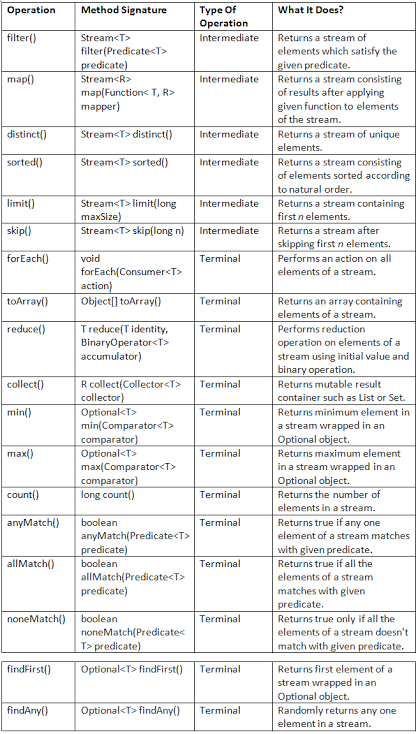 Operation
Method Signature
Type Of
Operation
What It Does?
filter()
Stream<T>
filter(Predicate<T>
predicate)
Intermediate
Returns a stream of
elements which satisfy the
given predicate.
map()
Stream<R>
map(Function< T, R>
mapper)
Intermediate
Returns a stream consisting
of results after applying
given function to elements
of the stream.
distinct()
Stream<T> distinct()
Intermediate
Returns a stream of unique
elements.
sorted()
Stream<T> sorted()
Intermediate
Returns a stream consisting
of elements sorted according
to natural order.
limit()
Stream<T> limit(long
maxSize)
Intermediate
Returns a stream containing
first n elements.
skip()
Stream<T> skip(long n)
Intermediate
Returns a stream after
skipping first n elements.
forEach()
void
forEach(Consumer<T>
action)
Terminal
Performs an action on all
elements of a stream.
toArray()
Object[] toArray()
Terminal
Returns an array containing
elements of a stream.
reduce()
T reduce(T identity,
BinaryOperator<T>
accumulator)
Terminal
Performs reduction
operation on elements of a
stream using initial value and
binary operation.
collect()
R collect(Collector<T>
collector)
Terminal
Returns mutable result
container such as List or Set.
min()
Optional<T>
min(Comparator<T>
comparator)
Terminal
Returns minimum element in
a stream wrapped in an
Optional object.
max()
Optional<T>
max(Comparator<T>
comparator)
Terminal
Returns maximum element
in a stream wrapped in an
Optional object.
count()
long count()
Terminal
Returns the number of
elements in a stream.
anyMatch()
boolean
anyMatch(Predicate<T>
predicate)
Terminal
Returns true if any one
element of a stream matches
with given predicate.
allMatch()
boolean
allMatch(Predicate<T>
predicate)
Terminal
Returns true if all the
elements of a stream
matches with given
predicate.
noneMatch()
boolean
noneMatch(Predicate<
T> predicate)
Terminal
Returns true only if all the
elements of a stream doesn't
match with given predicate.
findFirst()
Optional<T> findFirst()
Terminal
Returns first element of a
stream wrapped in an
Optional object.
findAny()
Optional<T> findAny()
Terminal
Randomly returns any one
element in a stream.